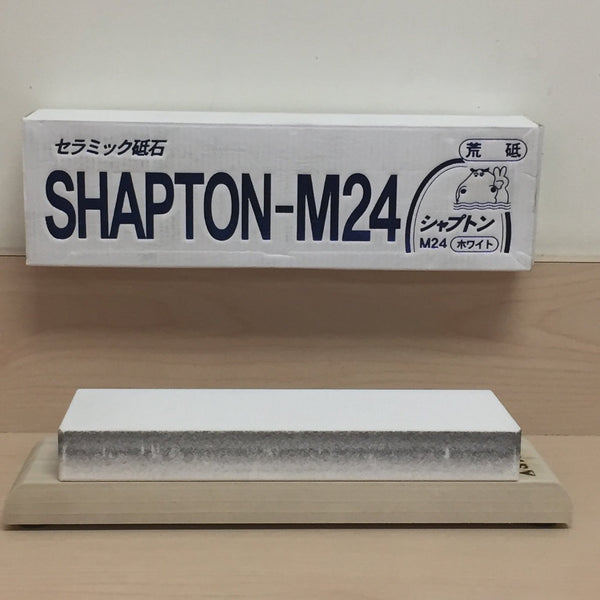 セラミック砥石
SHAPTON-M24
荒砥
シャプトン
M24 ホワイト